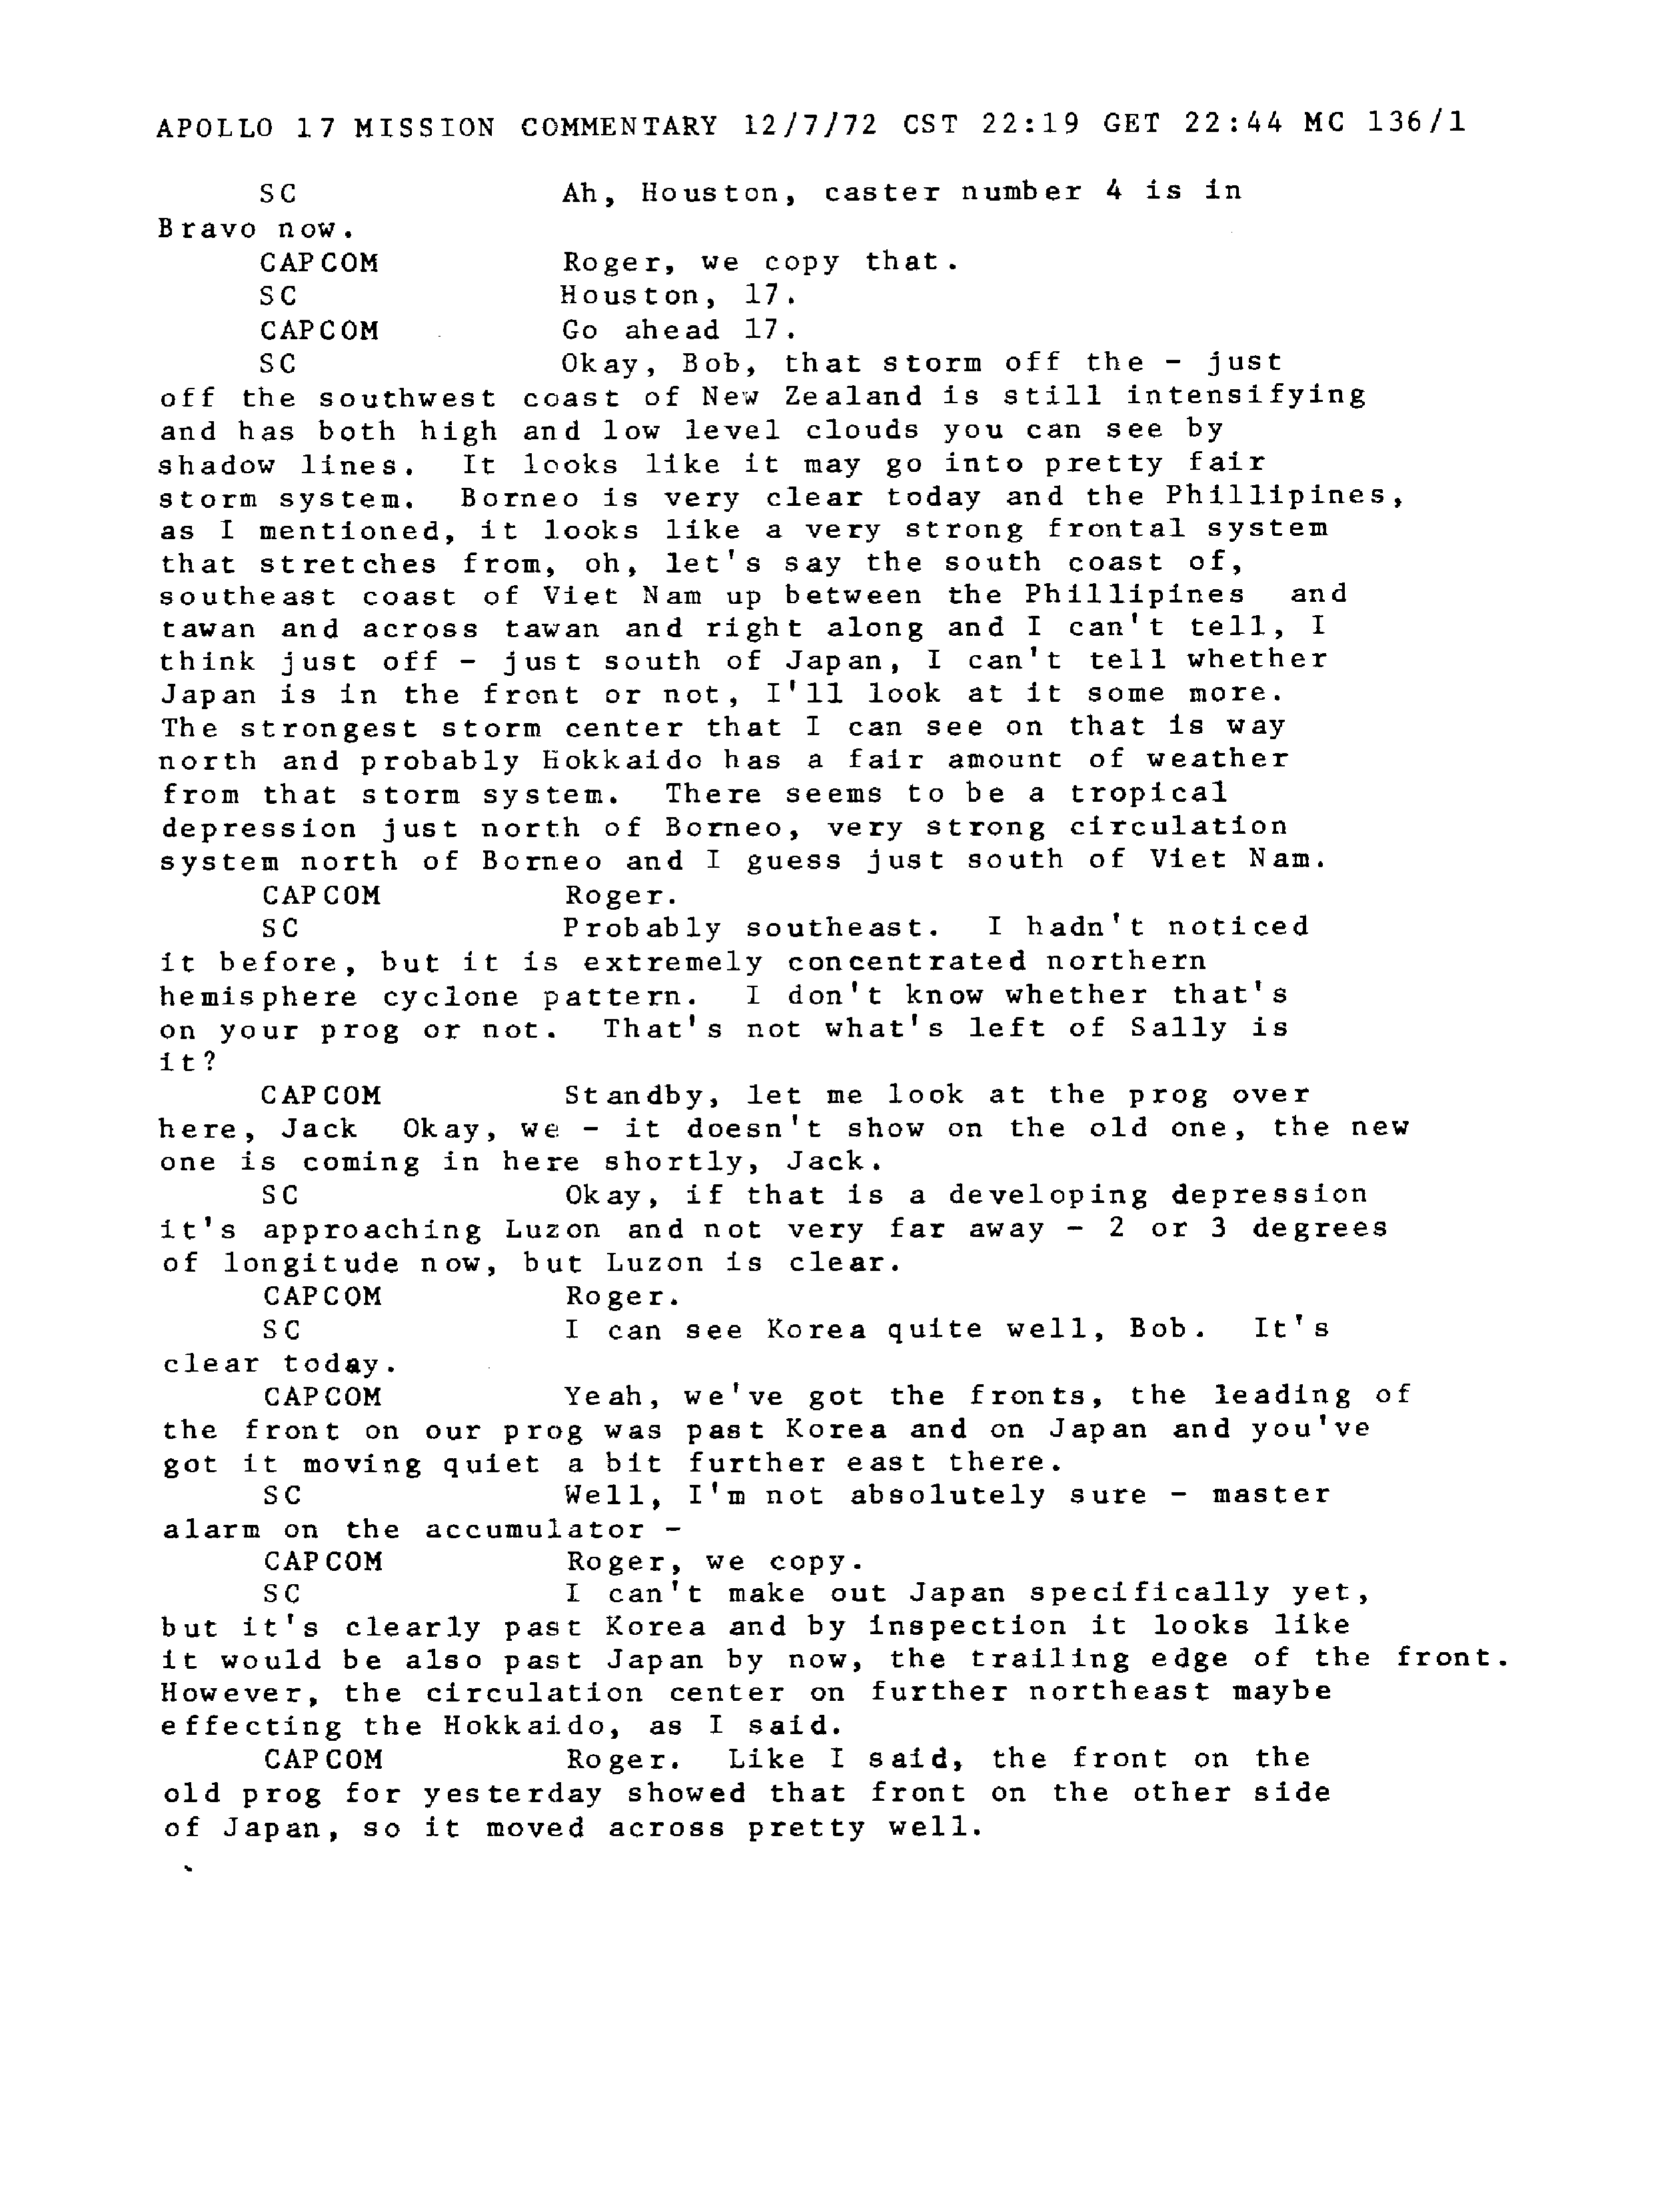 APOLLO 17 MISSION COMMENTARY 12/7/72 CST 22:19 GET 22:44 MC 136/1
SC Ah, Houston, caster number 4 is in
Bravo now.
CAPCOM Roger, we copy that.
SC Houston, 17.
CAPCOM Go ahead 17.
SC Okay, Bob, that storm off the - just
off the southwest coast of New Zealand is still intensifying
and has both high and low level clouds you can see by
shadow lines. It looks like it may go into pretty fair
storm system. Borneo is very clear today and the Phillipines,
as I mentioned, it looks like a very strong frontal system
that stretches from, oh, let's say the south coast of,
southeast coast of Viet Nam up between the Phillipines and
tawan and across tawan and right along and I can't tell, I
think just off - just south of Japan, I can't tell whether
Japan is in the front or not, I'll look at it some more.
The strongest storm center that I can see on that is way
north and probably Hokkaido has a fair amount of weather
from that storm system. There seems to be a tropical
depression just north of Borneo, very strong circulation
system north of Borneo and I guess just south of Viet Nam.
CAPCOM Roger.
SC Probably southeast. I hadn't noticed
it before, but it is extremely concentrated northern
hemisphere cyclone pattern. I don't know whether that's
on your prog or not. That's not what's left of Sally is
it?
CAPCOM Standby, let me look at the prog over
here, Jack Okay, we - it doesn't show on the old one, the new
one is coming in here shortly, Jack.
SC Okay, if that is a developing depression
it's approaching Luzon and not very far away - 2 or 3 degrees
of longitude now, but Luzon is clear.
CAPCOM Roger.
SC I can see Korea quite well, Bob. It's
clear today.
CAPCOM Yeah, we've got the fronts, the leading of
the front on our prog was past Korea and on Japan and you've
got it moving quiet a bit further east there.
SC Well, I'm not absolutely sure - master
alarm on the accumulator -
CAPCOM Roger, we copy.
SC I can't make out Japan specifically yet,
but it's clearly past Korea and by inspection it looks like
it would be also past Japan by now, the trailing edge of the front.
However, the circulation center on further northeast maybe
effecting the Hokkaido, as I said.
CAPCOM Roger. Like I said, the front on the
old prog for yesterday showed that front on the other side
of Japan, so it moved across pretty well.